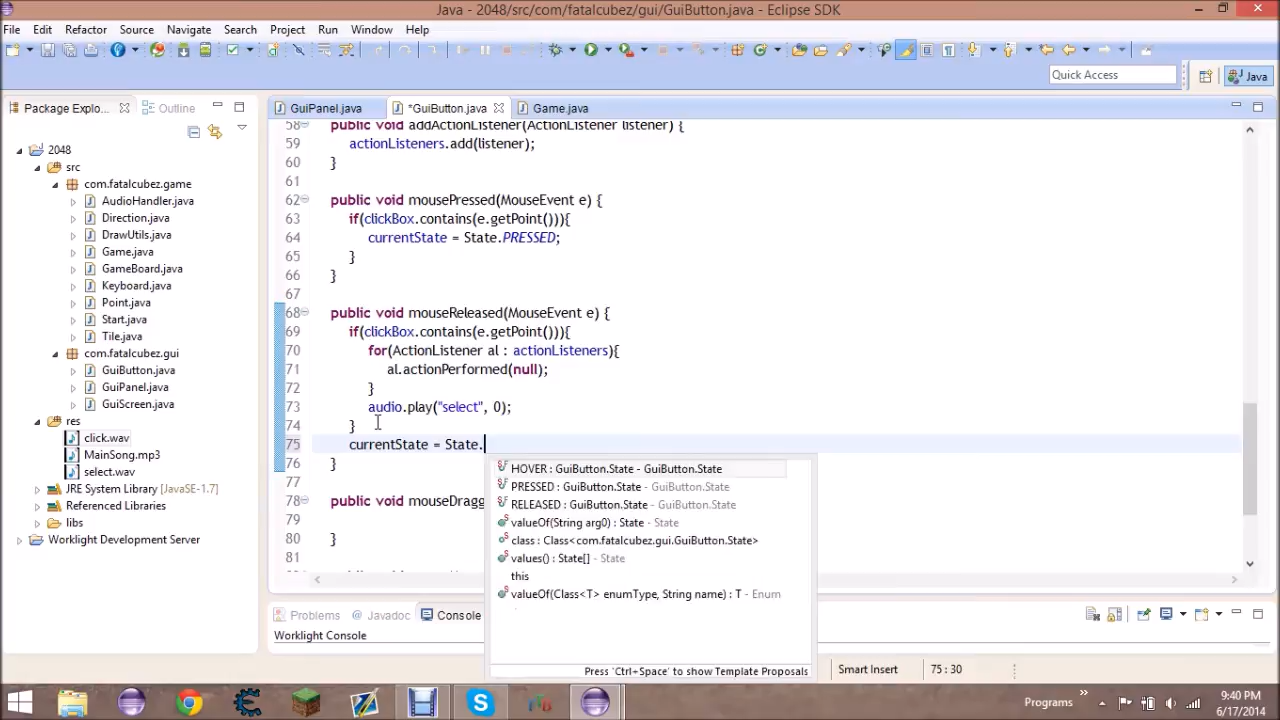 Java - 2048/src/com/fatalcubez/gui/GuiButton.java - Eclipse SDK
File Edit Refactor Source Navigate Search Project Run Window Help
Quick Access
Java
Package Explo...
Outline
GuiPanel.java
*GuiButton.java
Game.java
2048
src
com.fatalcubez.game
AudioHandler.java
Direction.java
DrawUtils.java
Game.java
GameBoard.java
Keyboard.java
Point.java
Start.java
Tile.java
com.fatalcubez.gui
GuiButton.java
GuiPanel.java
GuiScreen.java
res
click.wav
MainSong.mp3
select.wav
JRE System Library [JavaSE-1.7]
Referenced Libraries
libs
Worklight Development Server
58 public void addActionListener(ActionListener listener) {
59 actionListeners.add(listener);
60 }
61
62 public void mousePressed(MouseEvent e) {
63 if(clickBox.contains(e.getPoint())){
64 currentState = State.PRESSED;
65 }
66 }
67
68 public void mouseReleased(MouseEvent e) {
69 if(clickBox.contains(e.getPoint())){
70 for(ActionListener al : actionListeners){
71 al.actionPerformed(null);
72 }
73 audio.play("select", 0);
74 }
75 currentState = State.
76 }
77
78 public void mouseDragg
79
80 }
81
HOVER : GuiButton.State - GuiButton.State
PRESSED : GuiButton.State - GuiButton.State
RELEASED : GuiButton.State - GuiButton.State
valueOf(String arg0) : State - State
class : Class<com.fatalcubez.gui.GuiButton.State>
values() : State[] - State
this
valueOf(Class<T> enumType, String name) : T - Enum
Press 'Ctrl+Space' to show Template Proposals
Problems
Javadoc
Console
Worklight Console
Smart Insert
75 : 30
Programs
9:40 PM
6/17/2014